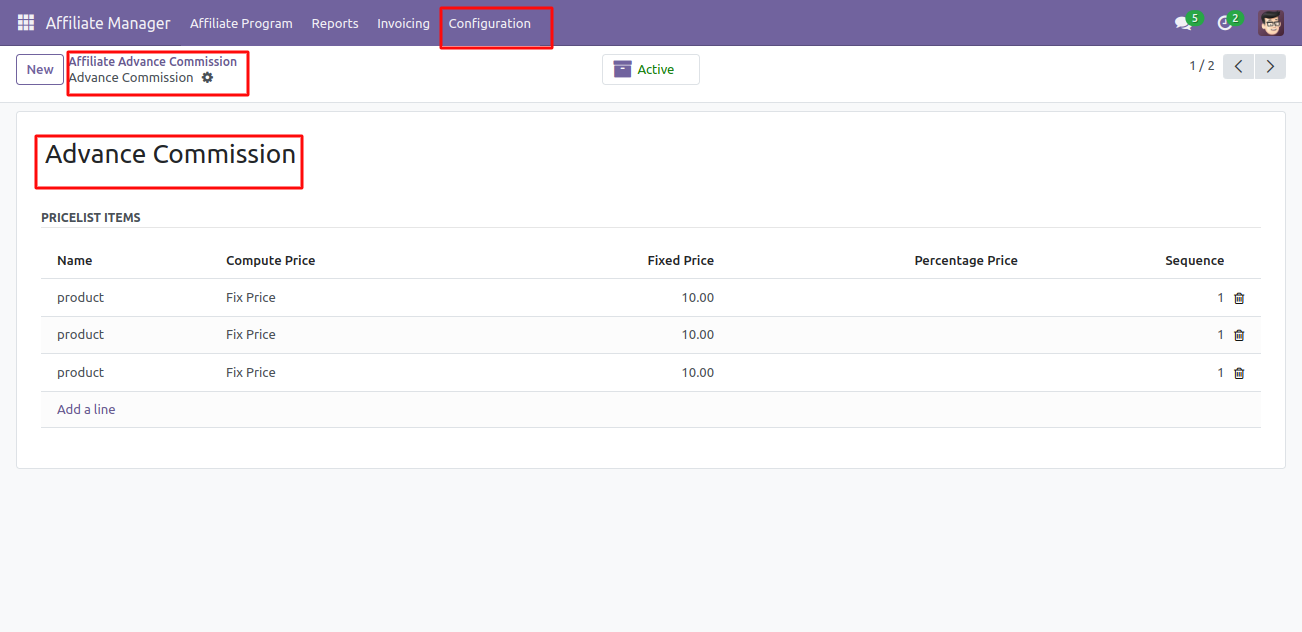 Affiliate Manager Affiliate Program Reports Invoicing Configuration 5 2
New Affiliate Advance Commission
Advance Commission
Active
1 / 2
Advance Commission
PRICELIST ITEMS
Name Compute Price Fixed Price Percentage Price Sequence
product Fix Price 10.00 1
product Fix Price 10.00 1
product Fix Price 10.00 1
Add a line